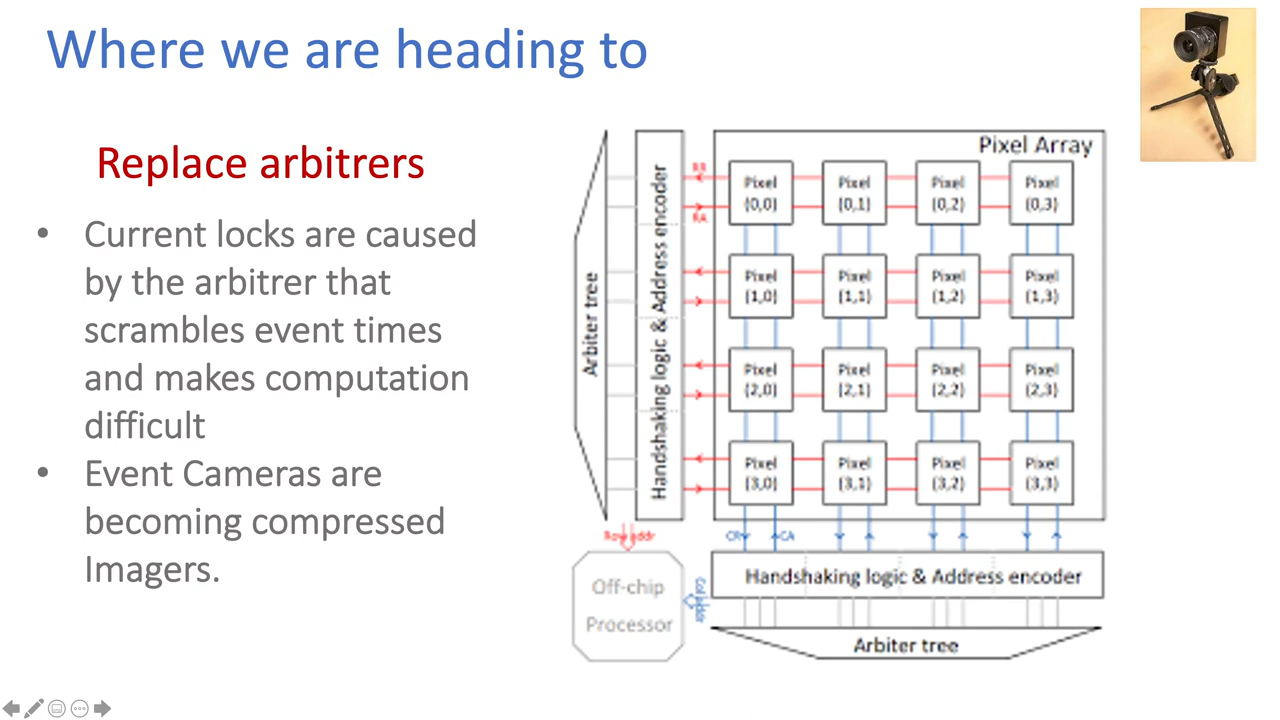 Where we are heading to
Replace arbitrers
• Current locks are caused
by the arbitrer that
scrambles event times
and makes computation
difficult
• Event Cameras are
becoming compressed
Imagers.
Arbiter tree
Handshaking logic & Address encoder
Pixel Array
RR
RA
Pixel (0,0)
Pixel (0,1)
Pixel (0,2)
Pixel (0,3)
Pixel (1,0)
Pixel (1,1)
Pixel (1,2)
Pixel (1,3)
Pixel (2,0)
Pixel (2,1)
Pixel (2,2)
Pixel (2,3)
Pixel (3,0)
Pixel (3,1)
Pixel (3,2)
Pixel (3,3)
Row addr
CR
CA
Off-chip
Processor
Col addr
Handshaking logic & Address encoder
Arbiter tree